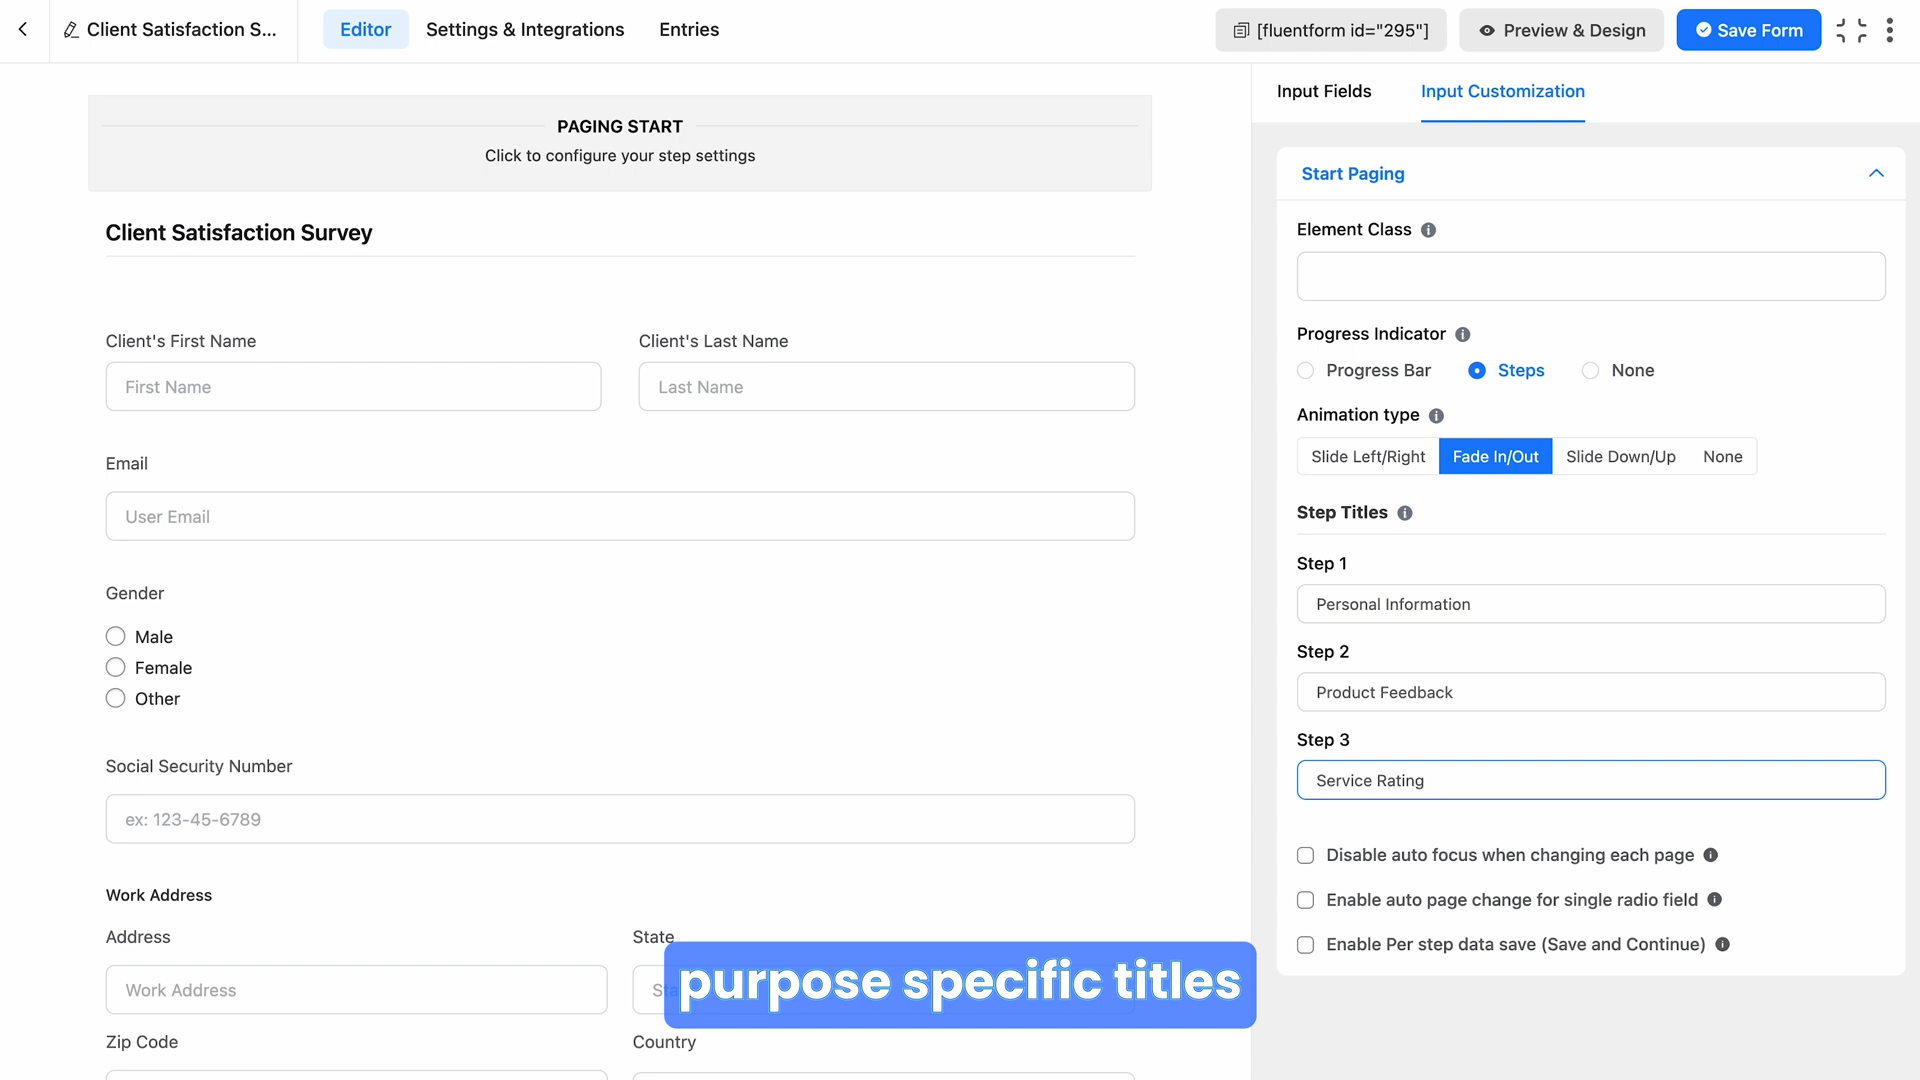 Client Satisfaction S...
Editor
Settings & Integrations
Entries
[fluentform id="295"]
Preview & Design
Save Form
Input Fields
Input Customization
PAGING START
Click to configure your step settings
Client Satisfaction Survey
Client's First Name
Client's Last Name
First Name
Last Name
Email
User Email
Gender
Male
Female
Other
Social Security Number
ex: 123-45-6789
Work Address
Address
State
Work Address
Zip Code
Country
purpose specific titles
Start Paging
Element Class
Progress Indicator
Progress Bar
Steps
None
Animation type
Slide Left/Right
Fade In/Out
Slide Down/Up
None
Step Titles
Step 1
Personal Information
Step 2
Product Feedback
Step 3
Service Rating
Disable auto focus when changing each page
Enable auto page change for single radio field
Enable Per step data save (Save and Continue)